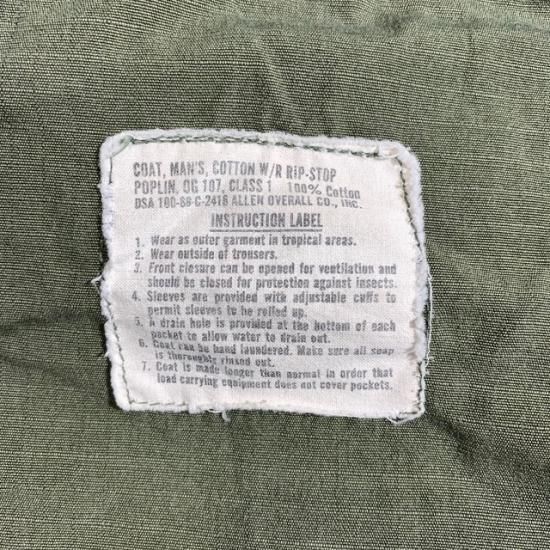 COAT, MAN'S, COTTON W/R RIP-STOP
POPLIN, OG 107, CLASS 1 100% Cotton
DSA 100-68-C-2416 ALLEN OVERALL CO., INC.
INSTRUCTION LABEL
1. Wear as outer garment in tropical areas.
2. Wear outside of trousers.
3. Front closure can be opened for ventilation and
should be closed for protection against insects.
4. Sleeves are provided with adjustable cuffs to
permit sleeves to be rolled up.
5. A drain hole is provided at the bottom of each
pocket to allow water to drain out.
6. Coat can be hand laundered. Make sure all soap
is thoroughly rinsed out.
7. Coat is made longer than normal in order that
load carrying equipment does not cover pockets.